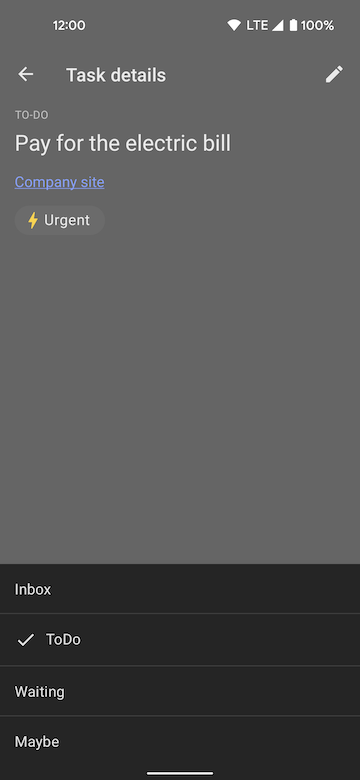 12:00 LTE 100%
Task details
TO-DO
Pay for the electric bill
Company site
Urgent
Inbox
ToDo
Waiting
Maybe